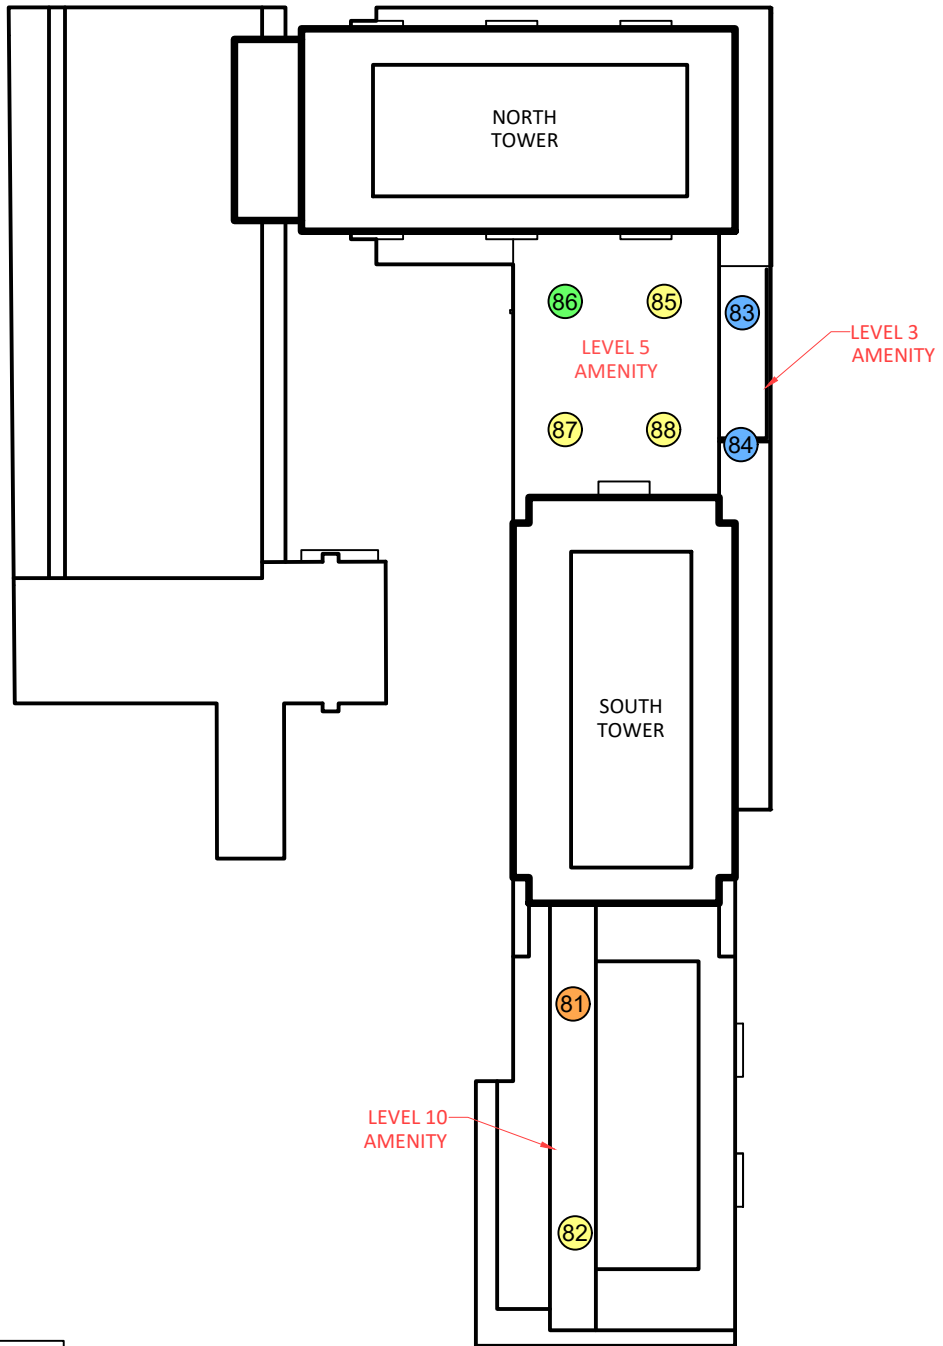 NORTH
TOWER
86
85
83
LEVEL 5
AMENITY
LEVEL 3
AMENITY
87
88
84
SOUTH
TOWER
81
LEVEL 10
AMENITY
82